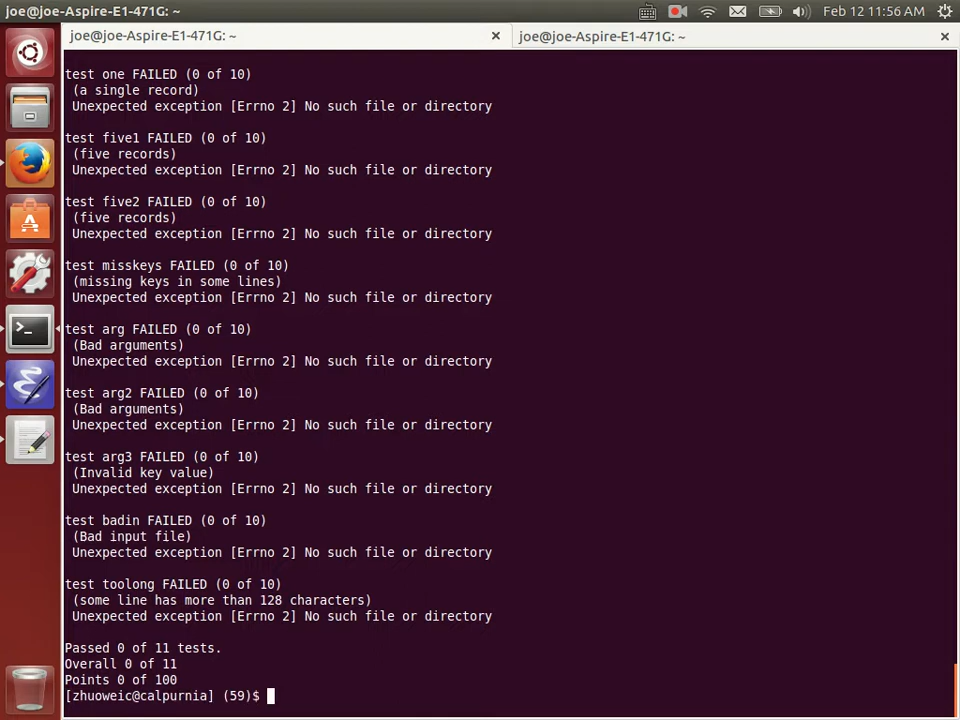 joe@joe-Aspire-E1-471G: ~
Feb 12 11:56 AM
joe@joe-Aspire-E1-471G: ~
joe@joe-Aspire-E1-471G: ~
test one FAILED (0 of 10)
(a single record)
Unexpected exception [Errno 2] No such file or directory
test five1 FAILED (0 of 10)
(five records)
Unexpected exception [Errno 2] No such file or directory
test five2 FAILED (0 of 10)
(five records)
Unexpected exception [Errno 2] No such file or directory
test misskeys FAILED (0 of 10)
(missing keys in some lines)
Unexpected exception [Errno 2] No such file or directory
test arg FAILED (0 of 10)
(Bad arguments)
Unexpected exception [Errno 2] No such file or directory
test arg2 FAILED (0 of 10)
(Bad arguments)
Unexpected exception [Errno 2] No such file or directory
test arg3 FAILED (0 of 10)
(Invalid key value)
Unexpected exception [Errno 2] No such file or directory
test badin FAILED (0 of 10)
(Bad input file)
Unexpected exception [Errno 2] No such file or directory
test toolong FAILED (0 of 10)
(some line has more than 128 characters)
Unexpected exception [Errno 2] No such file or directory
Passed 0 of 11 tests.
Overall 0 of 11
Points 0 of 100
[zhuoweic@calpurnia] (59)$